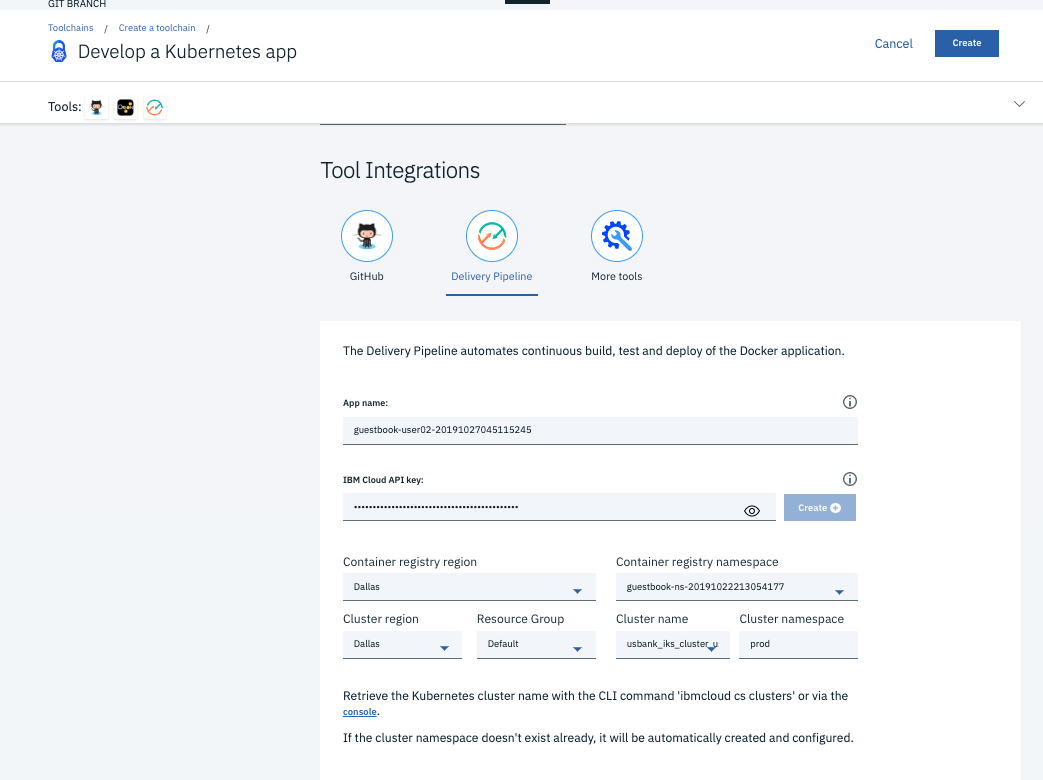 GIT BRANCH
Toolchains / Create a toolchain /
Develop a Kubernetes app
Cancel
Create
Tools:
Tool Integrations
GitHub
Delivery Pipeline
More tools
The Delivery Pipeline automates continuous build, test and deploy of the Docker application.
App name:
guestbook-user02-20191027045115245
IBM Cloud API key:
Create
Container registry region
Container registry namespace
Dallas
guestbook-ns-20191022213054177
Cluster region
Resource Group
Cluster name
Cluster namespace
Dallas
Default
usbank_iks_cluster_u
prod
Retrieve the Kubernetes cluster name with the CLI command 'ibmcloud cs clusters' or via the
console.
If the cluster namespace doesn't exist already, it will be automatically created and configured.